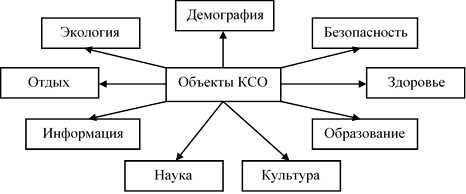 Демография
Экология
Безопасность
Отдых
Объекты КСО
Здоровье
Информация
Образование
Наука
Культура